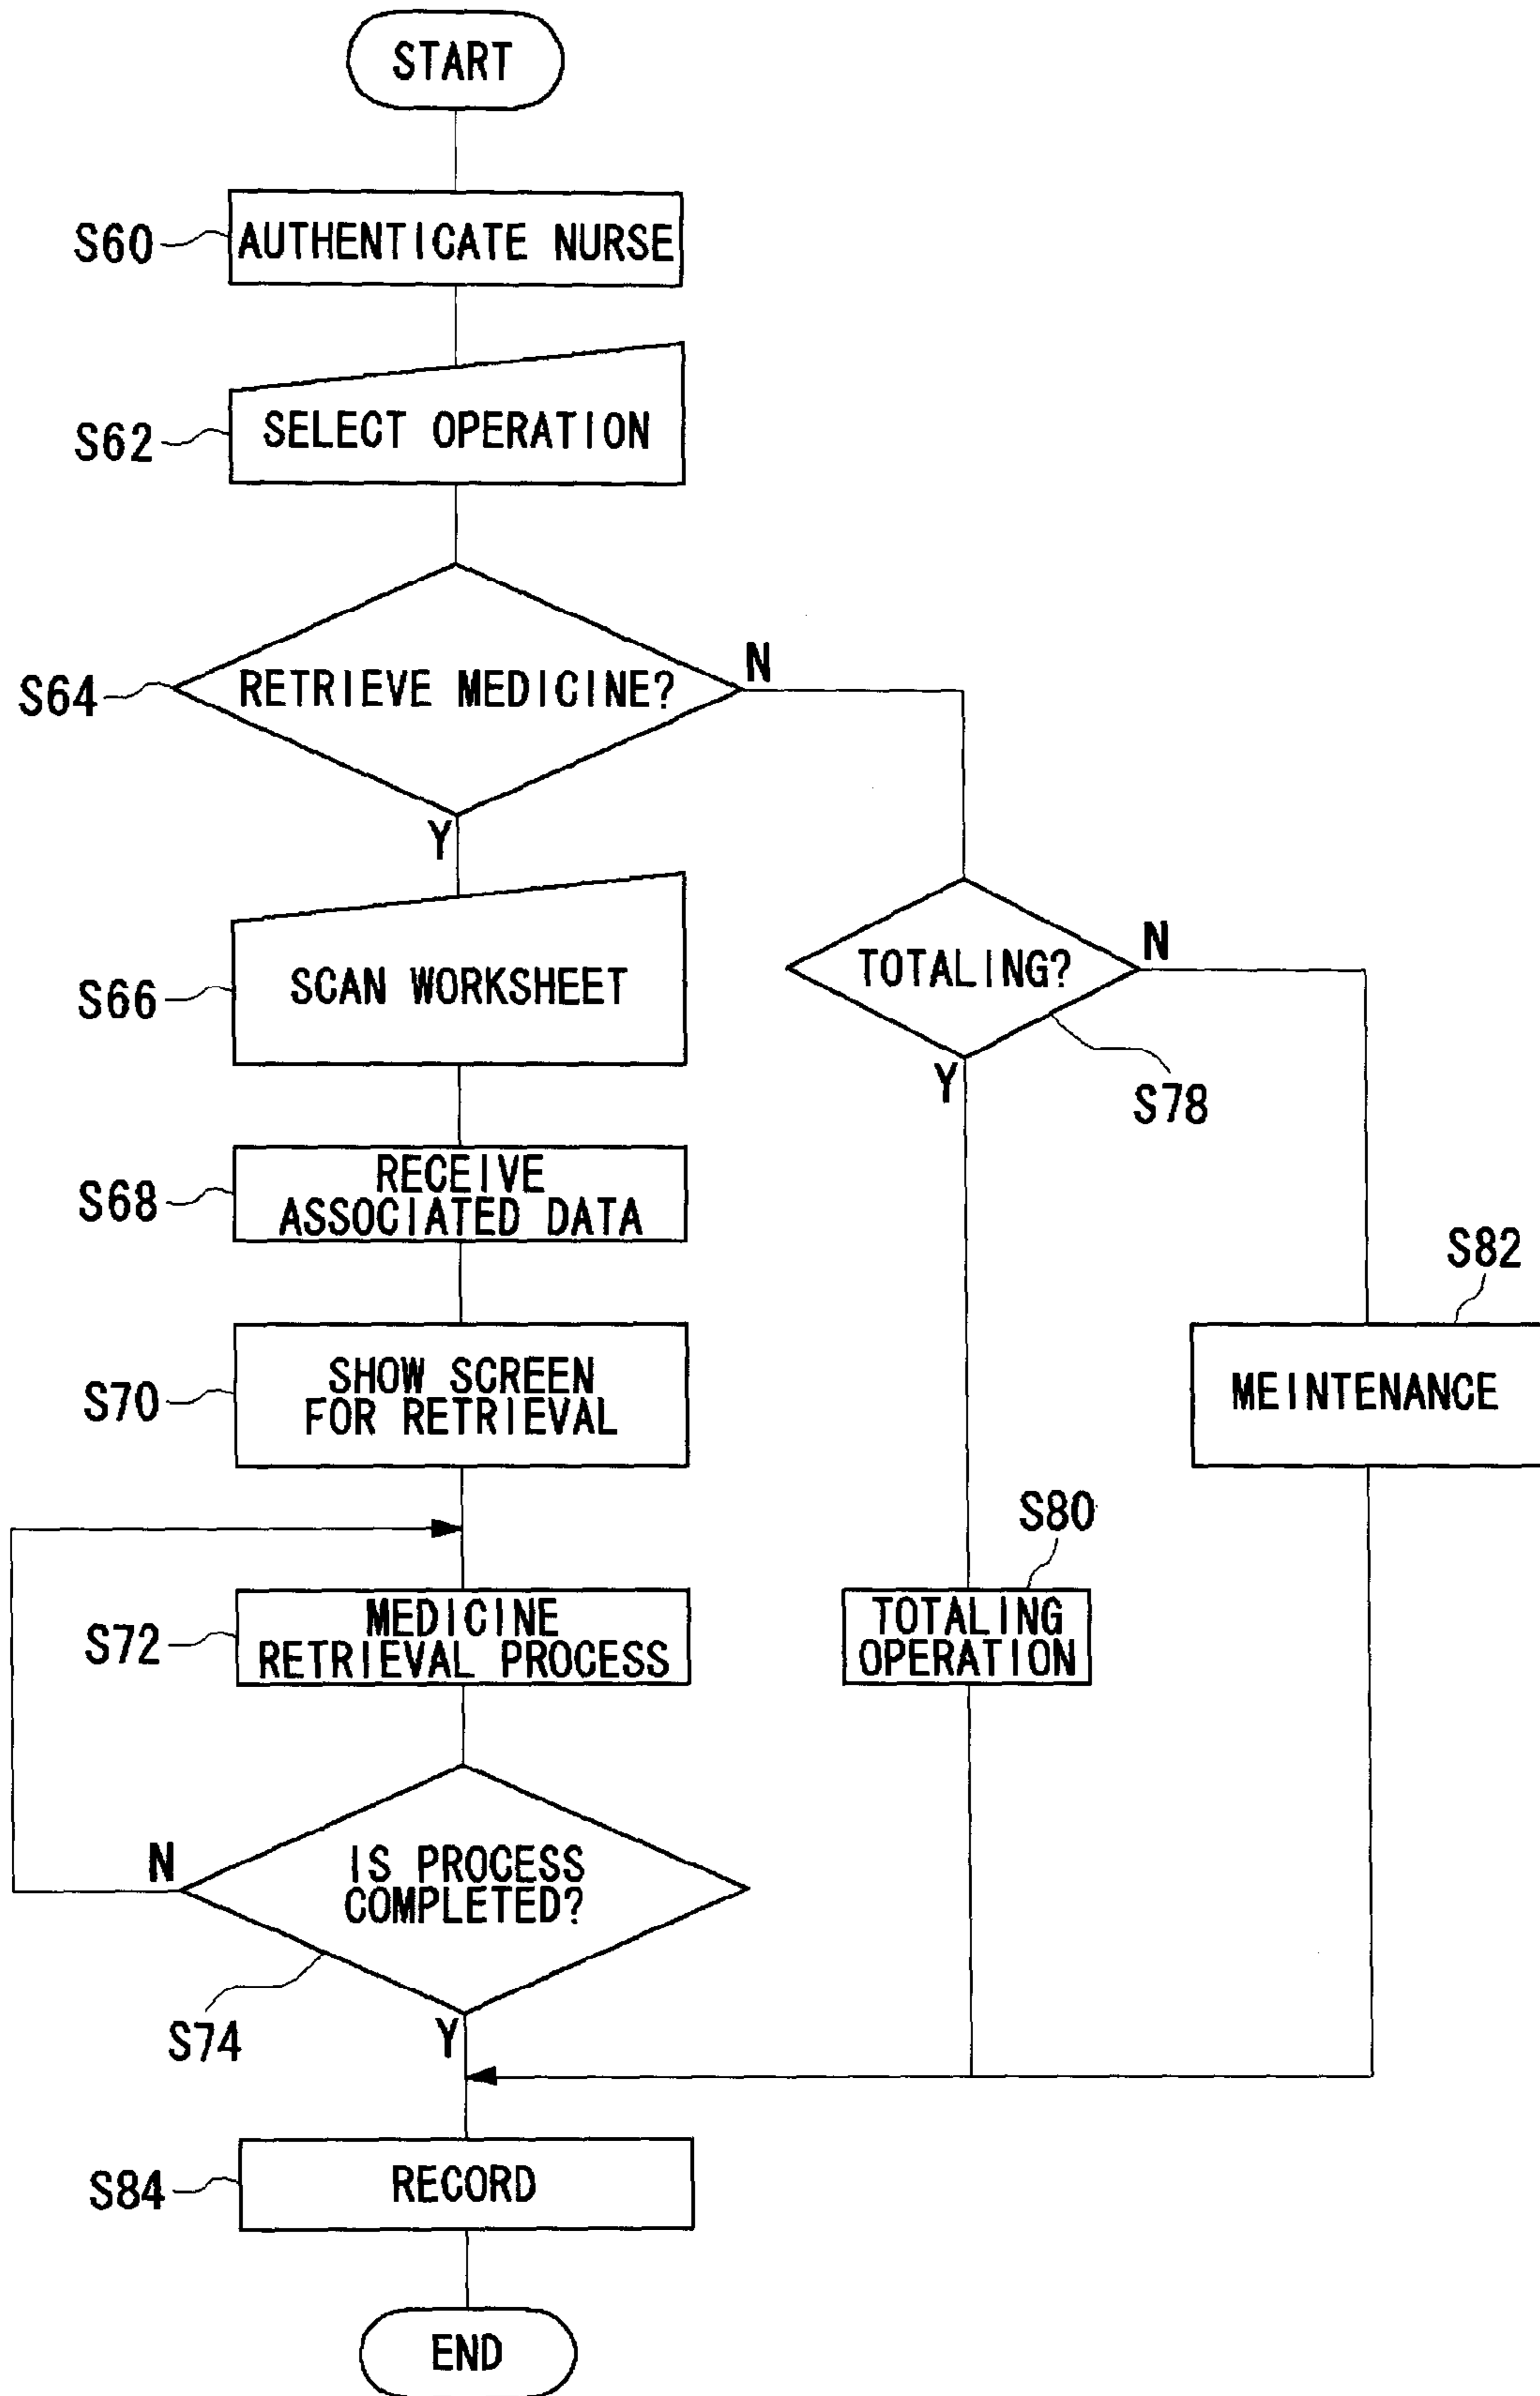 START
S60
AUTHENTICATE NURSE
S62
SELECT OPERATION
S64
RETRIEVE MEDICINE?
N
Y
S66
SCAN WORKSHEET
TOTALING?
N
Y
S78
S68
RECEIVE
ASSOCIATED DATA
S82
MEINTENANCE
S70
SHOW SCREEN
FOR RETRIEVAL
S80
TOTALING
OPERATION
S72
MEDICINE
RETRIEVAL PROCESS
N
IS PROCESS
COMPLETED?
S74
Y
S84
RECORD
END